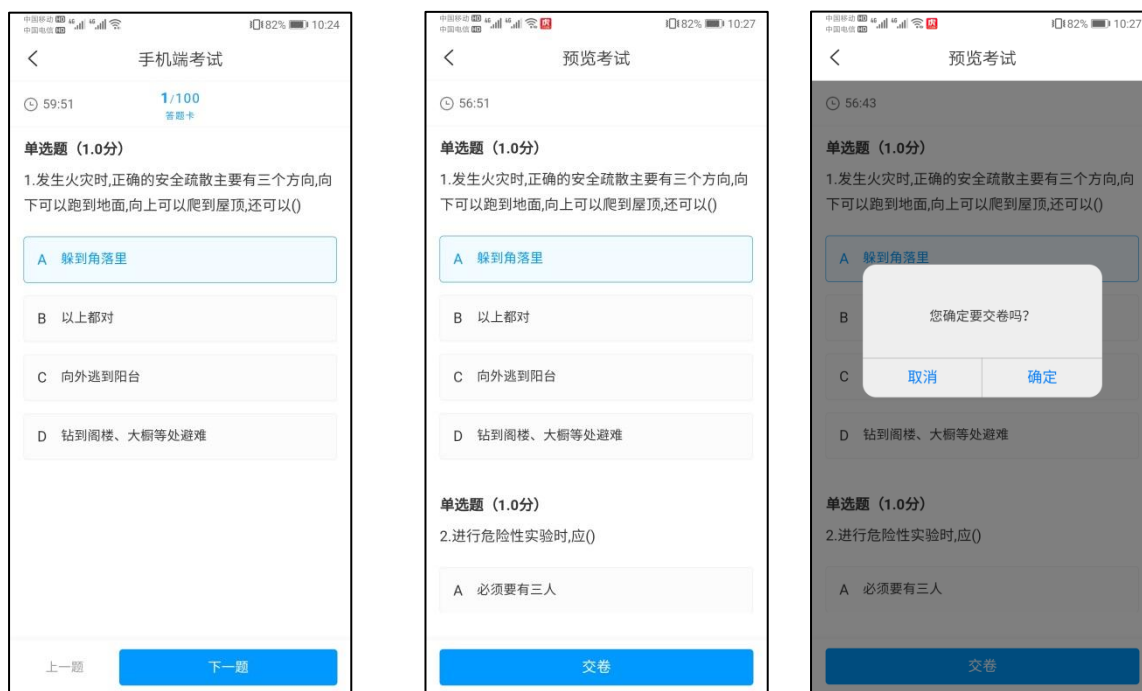 中国移动 HD 4G 4G
中国电信 HD
82% 10:24
手机端考试
59:51
1/100
答题卡
单选题（1.0分）
1.发生火灾时,正确的安全疏散主要有三个方向,向
下可以跑到地面,向上可以爬到屋顶,还可以()
A 躲到角落里
B 以上都对
C 向外逃到阳台
D 钻到阁楼、大橱等处避难
上一题
下一题
中国移动 HD 4G 4G
中国电信 HD
82% 10:27
预览考试
56:51
单选题（1.0分）
1.发生火灾时,正确的安全疏散主要有三个方向,向
下可以跑到地面,向上可以爬到屋顶,还可以()
A 躲到角落里
B 以上都对
C 向外逃到阳台
D 钻到阁楼、大橱等处避难
单选题（1.0分）
2.进行危险性实验时,应()
A 必须要有三人
交卷
中国移动 HD 4G 4G
中国电信 HD
82% 10:27
预览考试
56:43
单选题（1.0分）
1.发生火灾时,正确的安全疏散主要有三个方向,向
下可以跑到地面,向上可以爬到屋顶,还可以()
A 躲到角落里
B
您确定要交卷吗?
C
取消
确定
D 钻到阁楼、大橱等处避难
单选题（1.0分）
2.进行危险性实验时,应()
A 必须要有三人
交卷